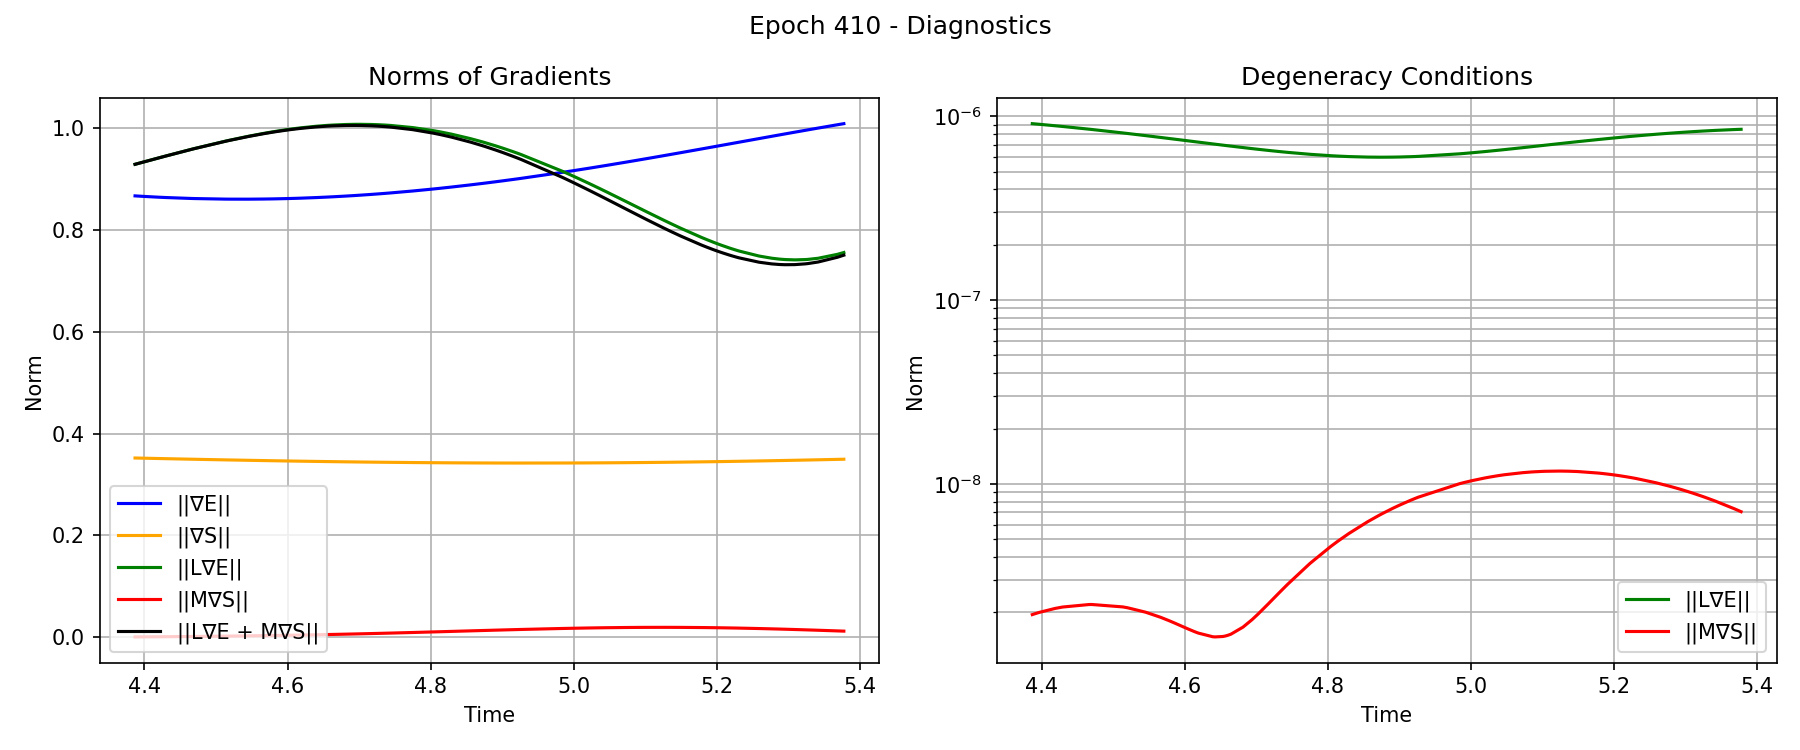 Epoch 410 - Diagnostics
Norms of Gradients
Norm
1.0
0.8
0.6
0.4
0.2
0.0
||∇E||
||∇S||
||L∇E||
||M∇S||
||L∇E + M∇S||
4.4 4.6 4.8 5.0 5.2 5.4
Time
Degeneracy Conditions
Norm
10⁻⁶
10⁻⁷
10⁻⁸
||L∇E||
||M∇S||
4.4 4.6 4.8 5.0 5.2 5.4
Time